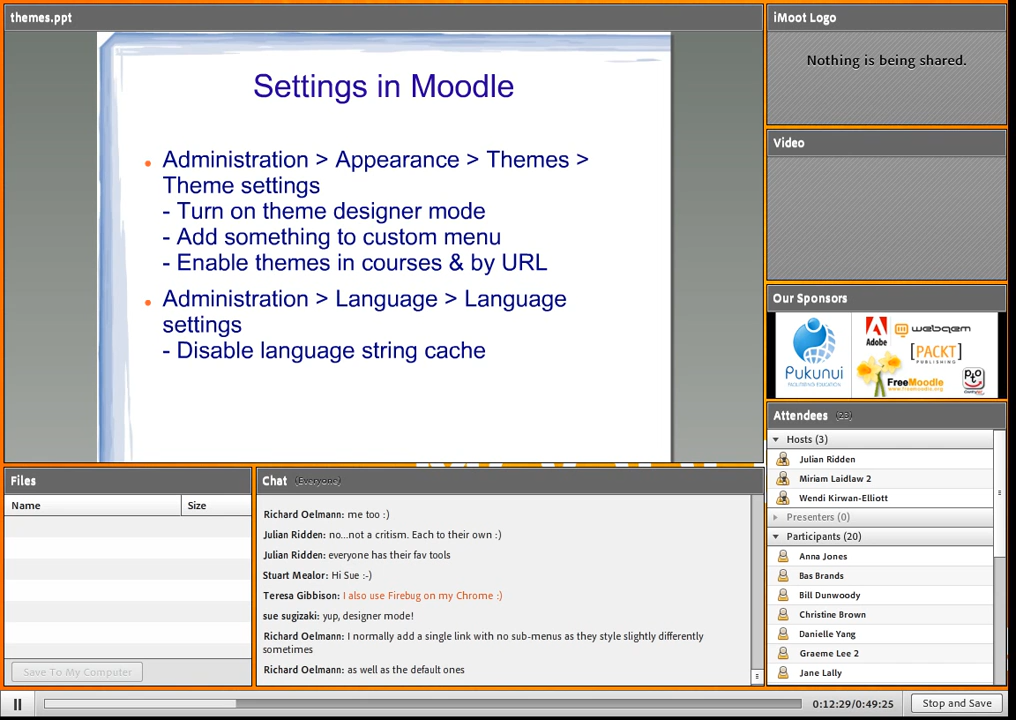 themes.ppt
Settings in Moodle
Administration > Appearance > Themes >
Theme settings
- Turn on theme designer mode
- Add something to custom menu
- Enable themes in courses & by URL
Administration > Language > Language
settings
- Disable language string cache
iMoot Logo
Nothing is being shared.
Video
Our Sponsors
Pukunui
Adobe
webqem
[PACKT]
PUBLISHING
FreeMoodle
Attendees (23)
Hosts (3)
Julian Ridden
Miriam Laidlaw 2
Wendi Kirwan-Elliott
Presenters (0)
Participants (20)
Anna Jones
Bas Brands
Bill Dunwoody
Christine Brown
Danielle Yang
Graeme Lee 2
Jane Lally
Files
Name Size
Save To My Computer
Chat (Everyone)
Richard Oelmann: me too :)
Julian Ridden: no...not a critism. Each to their own :)
Julian Ridden: everyone has their fav tools
Stuart Mealor: Hi Sue :-)
Teresa Gibbison: I also use Firebug on my Chrome :)
sue sugizaki: yup, designer mode!
Richard Oelmann: I normally add a single link with no sub-menus as they style slightly differently
sometimes
Richard Oelmann: as well as the default ones
0:12:29/0:49:25
Stop and Save